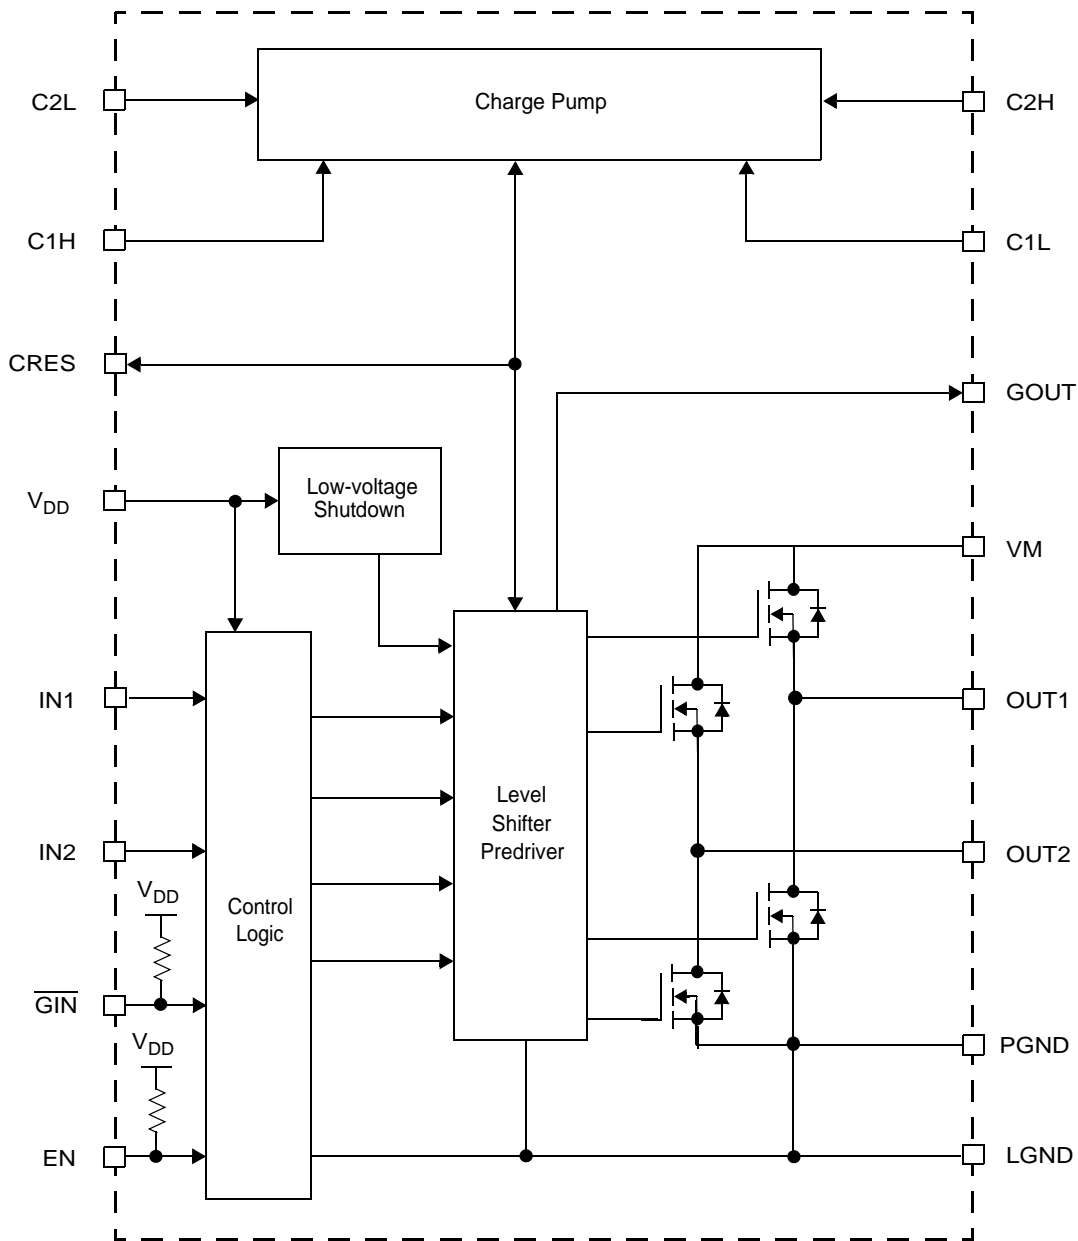 C2L
Charge Pump
C2H
C1H
C1L
CRES
GOUT
Low-voltage
Shutdown
VDD
VM
IN1
OUT1
Level
Shifter
Predriver
IN2
OUT2
VDD
Control
Logic
GIN
VDD
PGND
EN
LGND